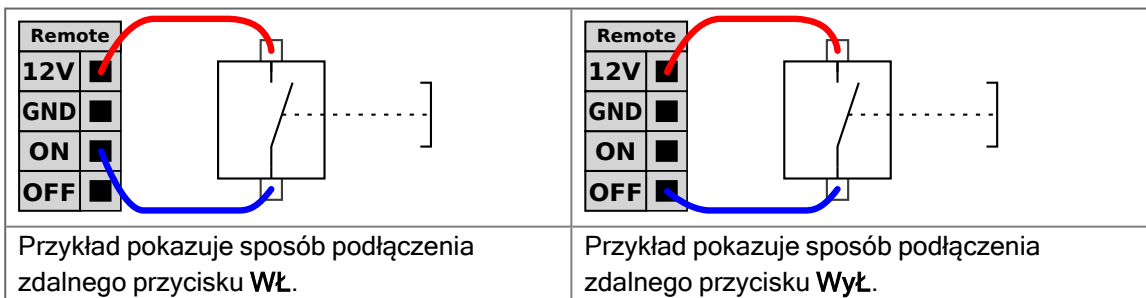 Remote
12V
GND
ON
OFF
Przykład pokazuje sposób podłączenia
zdalnego przycisku WŁ.
Remote
12V
GND
ON
OFF
Przykład pokazuje sposób podłączenia
zdalnego przycisku WyŁ.